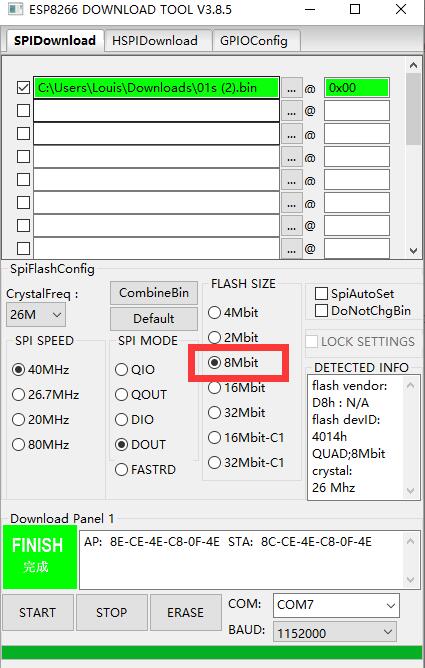 ESP8266 DOWNLOAD TOOL V3.8.5
SPIDownload HSPIDownload GPIOConfig
C:\Users\Louis\Downloads\01s (2).bin ... @ 0x00
... @
... @
... @
... @
... @
... @
... @
SpiFlashConfig
CrystalFreq :
26M
CombineBin
Default
SPI SPEED
40MHz
26.7MHz
20MHz
80MHz
SPI MODE
QIO
QOUT
DIO
DOUT
FASTRD
FLASH SIZE
4Mbit
2Mbit
8Mbit
16Mbit
32Mbit
16Mbit-C1
32Mbit-C1
SpiAutoSet
DoNotChgBin
LOCK SETTINGS
DETECTED INFO
flash vendor:
D8h : N/A
flash devID:
4014h
QUAD;8Mbit
crystal:
26 Mhz
Download Panel 1
FINISH
完成
AP: 8E-CE-4E-C8-0F-4E STA: 8C-CE-4E-C8-0F-4E
START STOP ERASE
COM: COM7
BAUD: 1152000